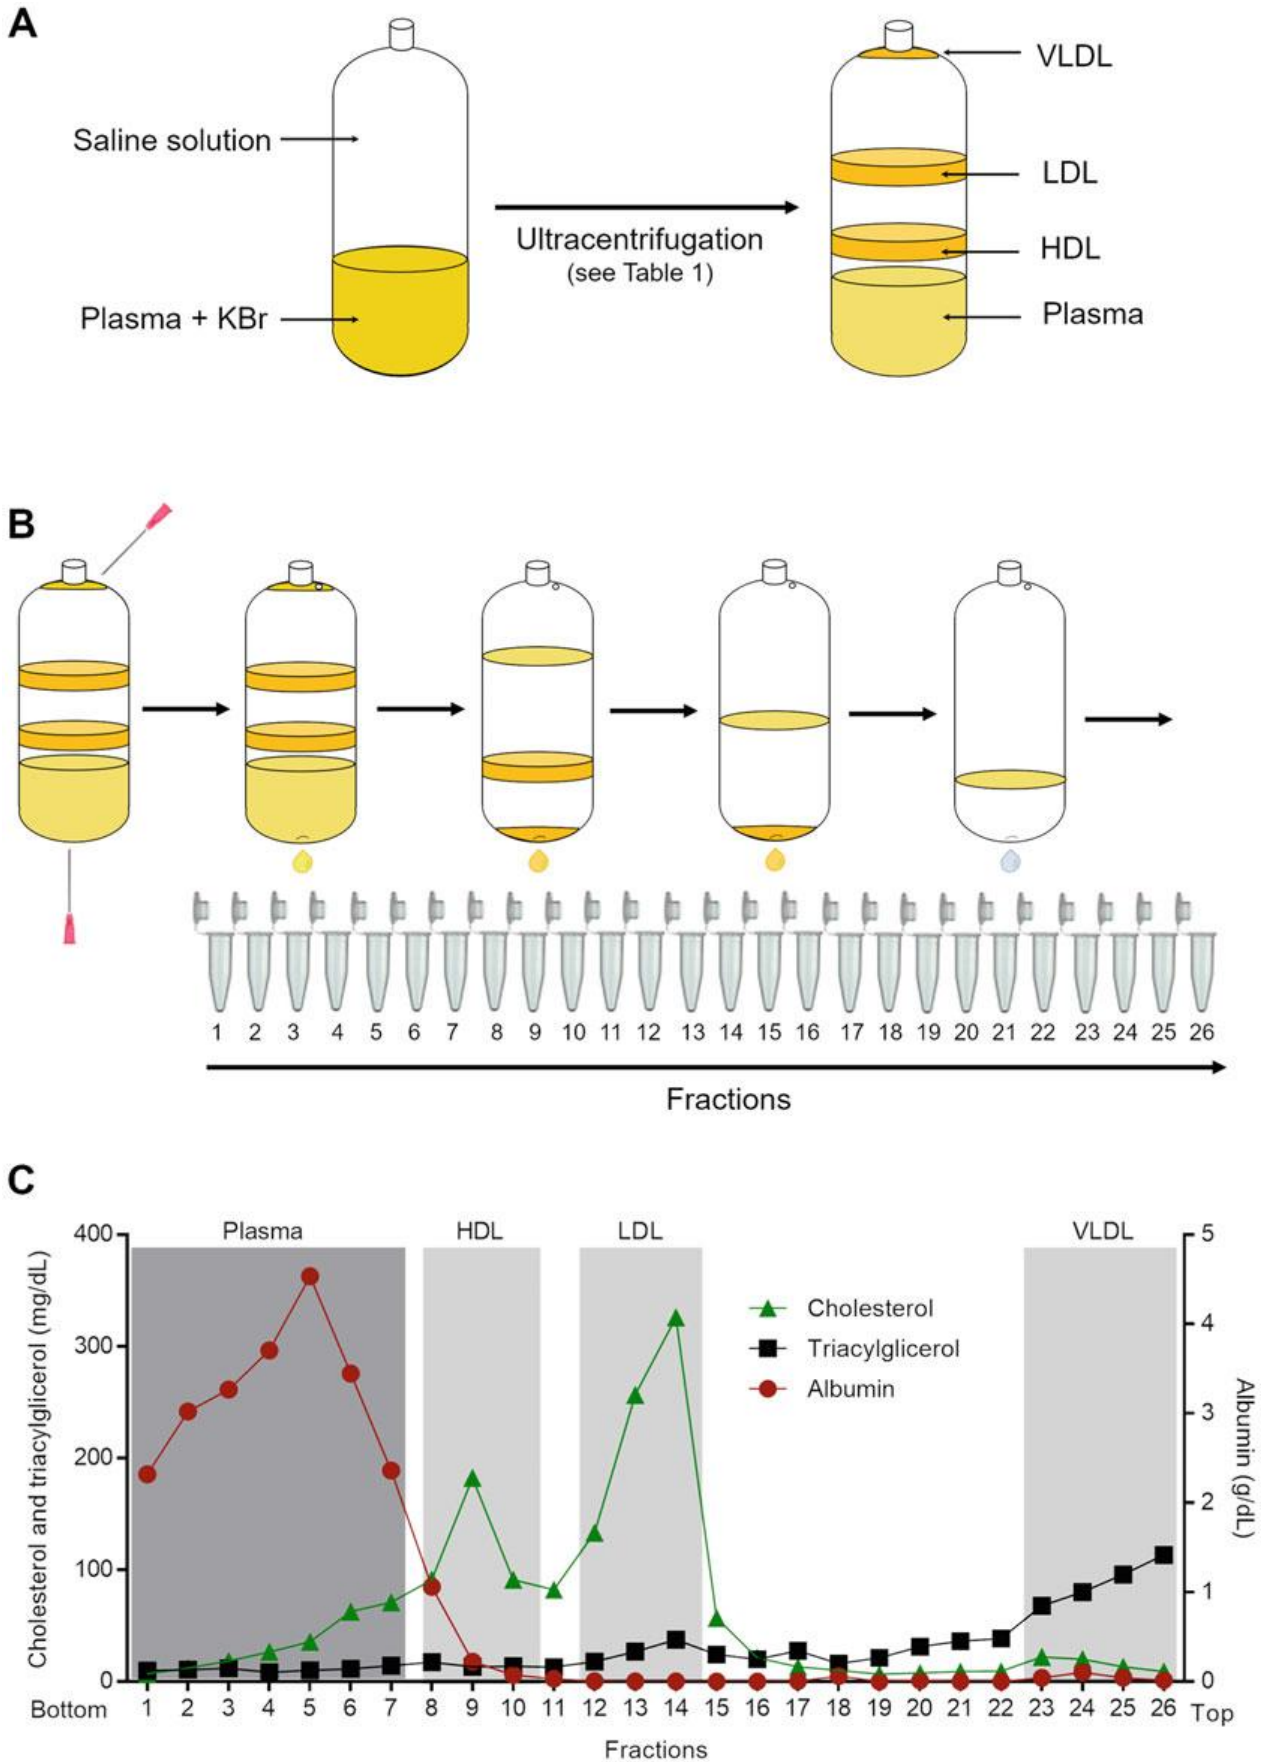 A
Saline solution
Plasma + KBr
Ultracentrifugation
(see Table 1)
VLDL
LDL
HDL
Plasma
B
1 2 3 4 5 6 7 8 9 10 11 12 13 14 15 16 17 18 19 20 21 22 23 24 25 26
Fractions
C
Plasma HDL LDL VLDL
Cholesterol and triacylglicerol (mg/dL)
400
300
200
100
0
Cholesterol
Triacylglicerol
Albumin
5
4
3
2
1
0
Albumin (g/dL)
Bottom 1 2 3 4 5 6 7 8 9 10 11 12 13 14 15 16 17 18 19 20 21 22 23 24 25 26 Top
Fractions